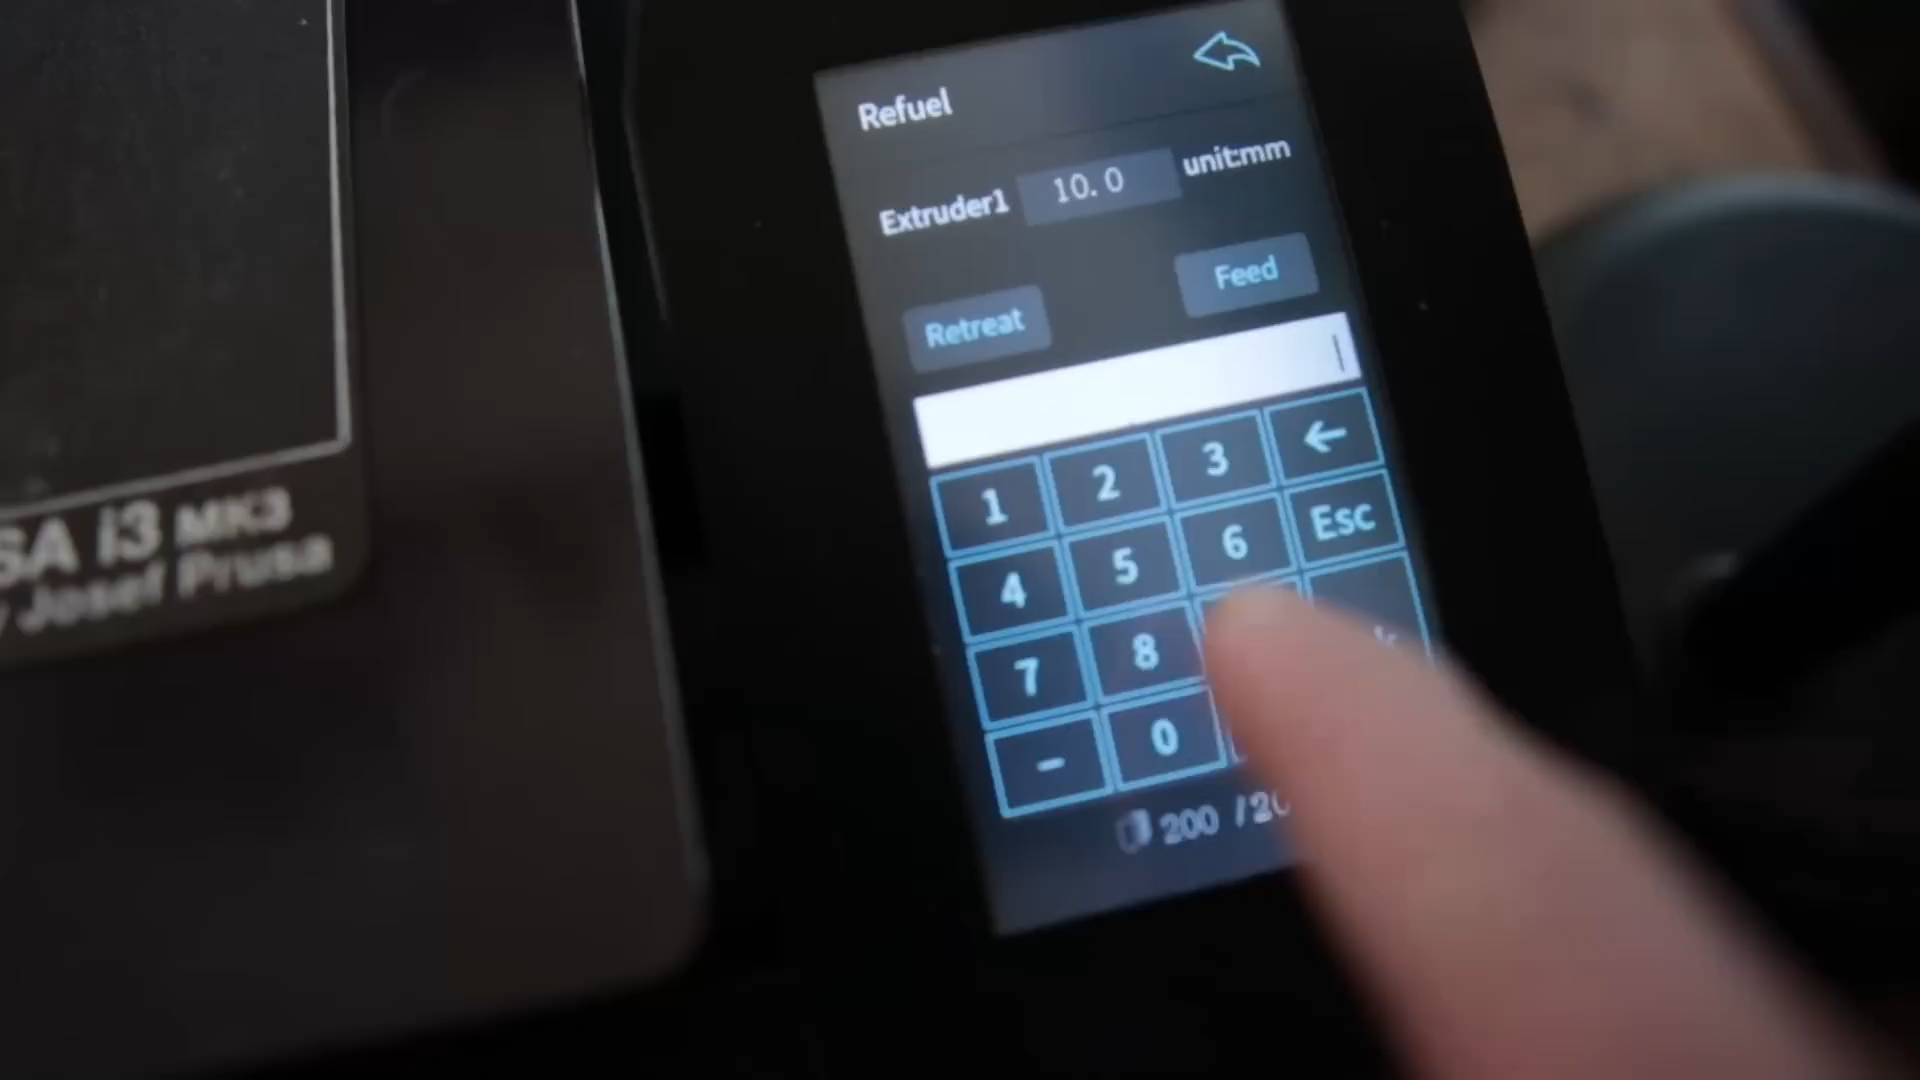 Refuel
Extruder1 10.0 unit:mm
Retreat Feed
1 2 3 ←
4 5 6 Esc
7 8
- 0
200 /20
SA i3 MK3
Josef Prusa